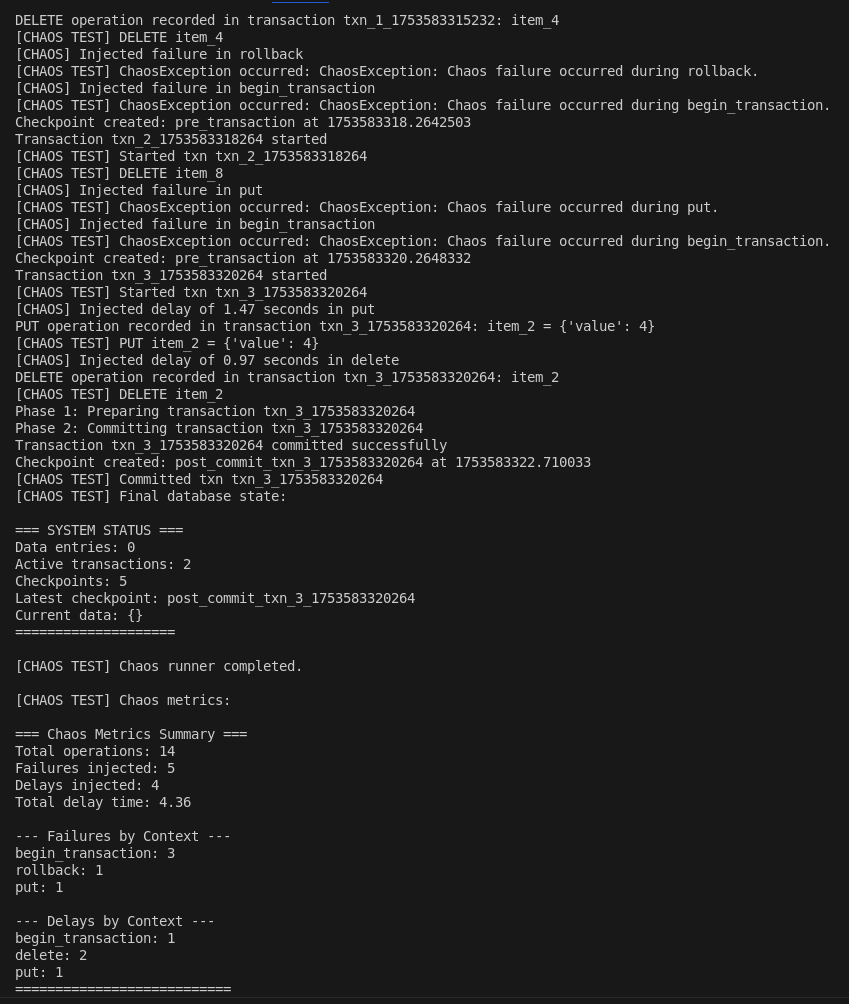 DELETE operation recorded in transaction txn_1_1753583315232: item_4
[CHAOS TEST] DELETE item_4
[CHAOS] Injected failure in rollback
[CHAOS TEST] ChaosException occurred: ChaosException: Chaos failure occurred during rollback.
[CHAOS] Injected failure in begin_transaction
[CHAOS TEST] ChaosException occurred: ChaosException: Chaos failure occurred during begin_transaction.
Checkpoint created: pre_transaction at 1753583318.2642503
Transaction txn_2_1753583318264 started
[CHAOS TEST] Started txn txn_2_1753583318264
[CHAOS TEST] DELETE item_8
[CHAOS] Injected failure in put
[CHAOS TEST] ChaosException occurred: ChaosException: Chaos failure occurred during put.
[CHAOS] Injected failure in begin_transaction
[CHAOS TEST] ChaosException occurred: ChaosException: Chaos failure occurred during begin_transaction.
Checkpoint created: pre_transaction at 1753583320.2648332
Transaction txn_3_1753583320264 started
[CHAOS TEST] Started txn txn_3_1753583320264
[CHAOS] Injected delay of 1.47 seconds in put
PUT operation recorded in transaction txn_3_1753583320264: item_2 = {'value': 4}
[CHAOS TEST] PUT item_2 = {'value': 4}
[CHAOS] Injected delay of 0.97 seconds in delete
DELETE operation recorded in transaction txn_3_1753583320264: item_2
[CHAOS TEST] DELETE item_2
Phase 1: Preparing transaction txn_3_1753583320264
Phase 2: Committing transaction txn_3_1753583320264
Transaction txn_3_1753583320264 committed successfully
Checkpoint created: post_commit_txn_3_1753583320264 at 1753583322.710033
[CHAOS TEST] Committed txn txn_3_1753583320264
[CHAOS TEST] Final database state:
=== SYSTEM STATUS ===
Data entries: 0
Active transactions: 2
Checkpoints: 5
Latest checkpoint: post_commit_txn_3_1753583320264
Current data: {}
====================
[CHAOS TEST] Chaos runner completed.
[CHAOS TEST] Chaos metrics:
=== Chaos Metrics Summary ===
Total operations: 14
Failures injected: 5
Delays injected: 4
Total delay time: 4.36
--- Failures by Context ---
begin_transaction: 3
rollback: 1
put: 1
--- Delays by Context ---
begin_transaction: 1
delete: 2
put: 1
===========================